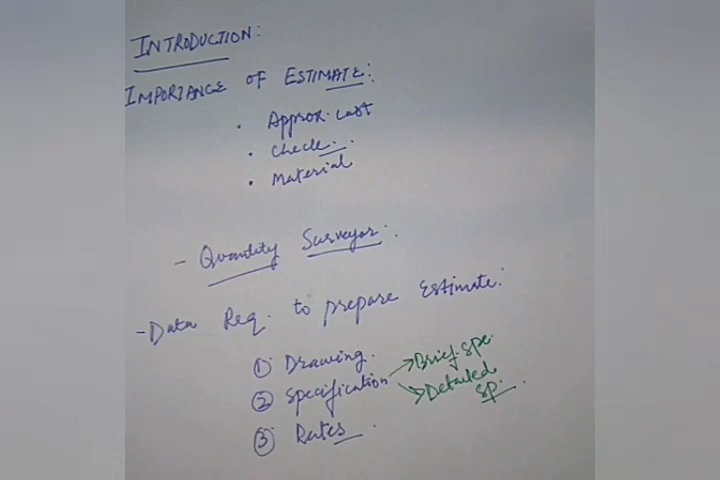 INTRODUCTION:
IMPORTANCE OF ESTIMATE:
• Approx. cost
• Check.
• Material
- Quantity Surveyor:
- Data Req. to prepare Estimate:
① Drawing.
② Specification → Brief spe.
→ Detailed
sp.
③ Rates.